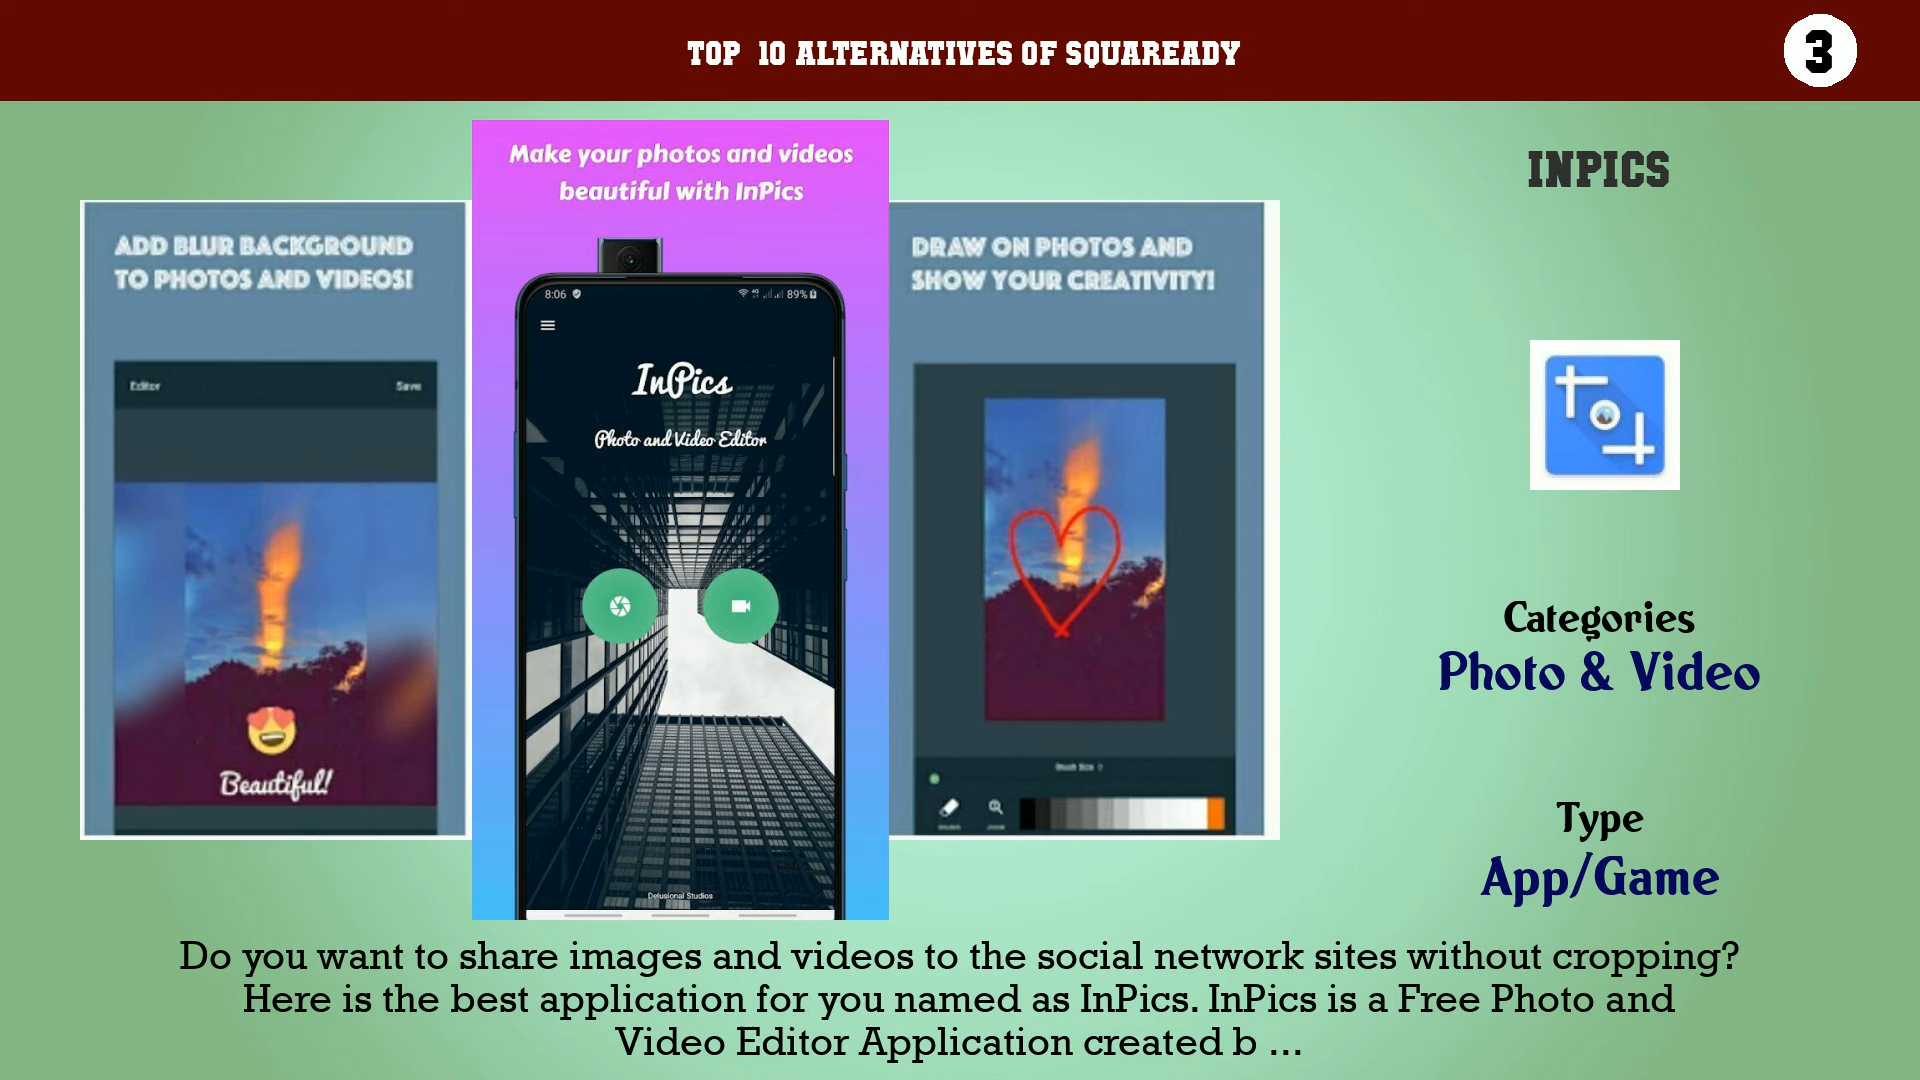 TOP 10 ALTERNATIVES OF SQUAREADY
3
Make your photos and videos
beautiful with InPics
INPICS
ADD BLUR BACKGROUND
TO PHOTOS AND VIDEOS!
DRAW ON PHOTOS AND
SHOW YOUR CREATIVITY!
8:06
4G
89%
InPics
Photo and Video Editor
Editor
Save
Beautiful!
Brush Size
Delusional Studios
Categories
Photo & Video
Type
App/Game
Do you want to share images and videos to the social network sites without cropping?
Here is the best application for you named as InPics. InPics is a Free Photo and
Video Editor Application created b ...